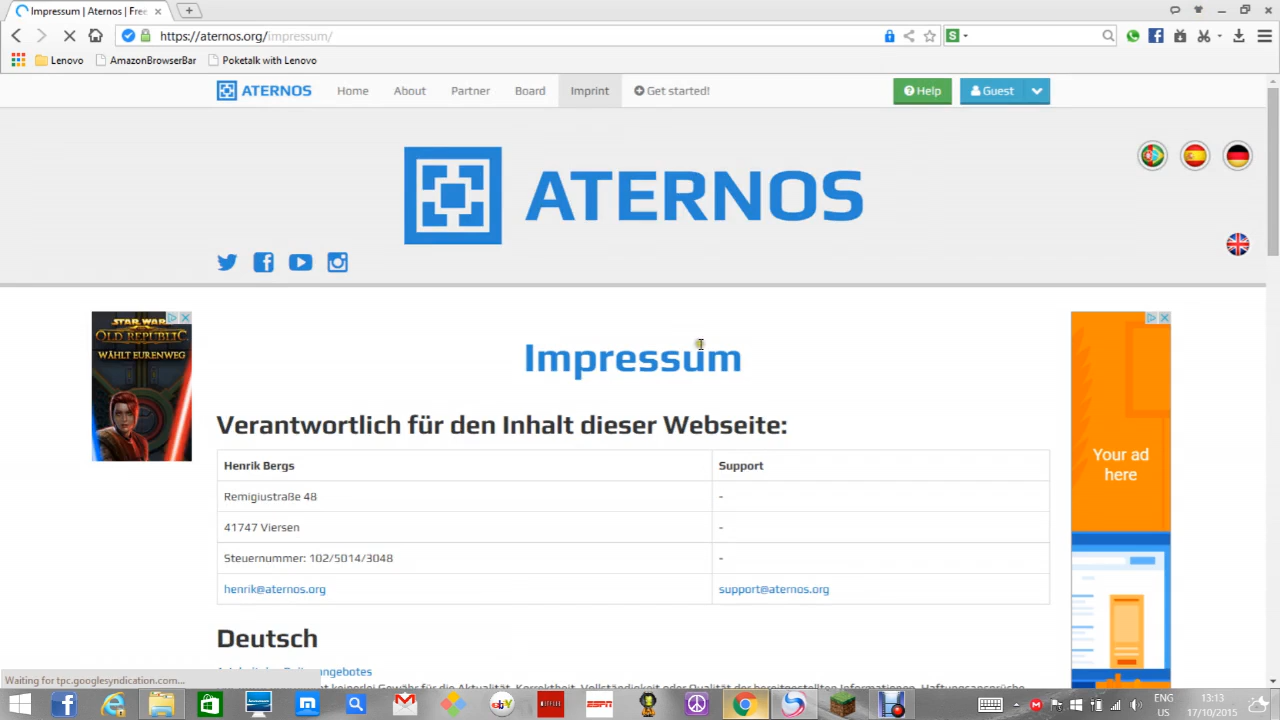 Impressum | Aternos | Free
https://aternos.org/impressum/
S
Lenovo
AmazonBrowserBar
Poketalk with Lenovo
ATERNOS
Home
About
Partner
Board
Imprint
Get started!
Help
Guest
ATERNOS
STAR WARS
OLD REPUBLIC
WÄHLT EUREN WEG
Impressum
Your ad
here
Verantwortlich für den Inhalt dieser Webseite:
Henrik Bergs
Support
Remigiustraße 48
-
41747 Viersen
-
Steuernummer: 102/5014/3048
-
henrik@aternos.org
support@aternos.org
Deutsch
Waiting for tpc.googlesyndication.com...
NETFLIX
ESPN
ENG
US
13:13
17/10/2015